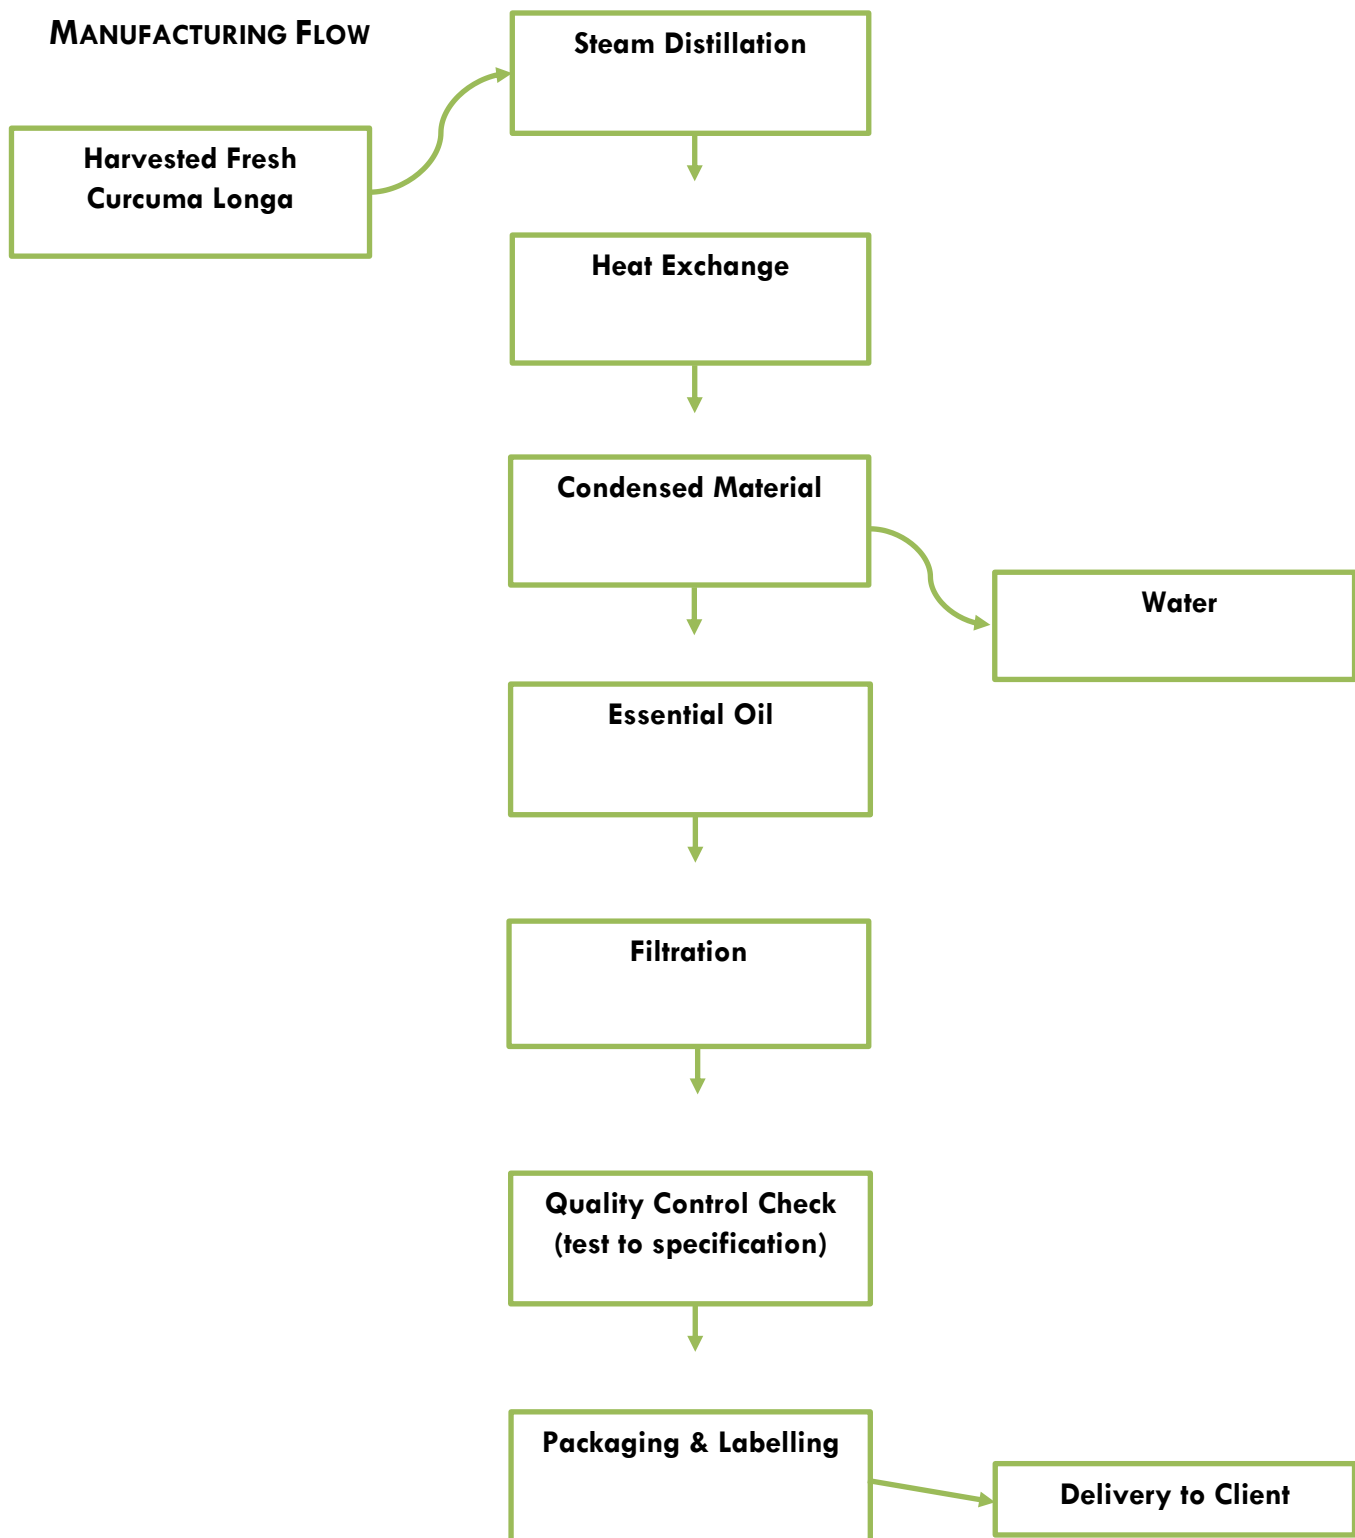 MANUFACTURING FLOW
Steam Distillation
Harvested Fresh
Curcuma Longa
Heat Exchange
Condensed Material
Water
Essential Oil
Filtration
Quality Control Check
(test to specification)
Packaging & Labelling
Delivery to Client